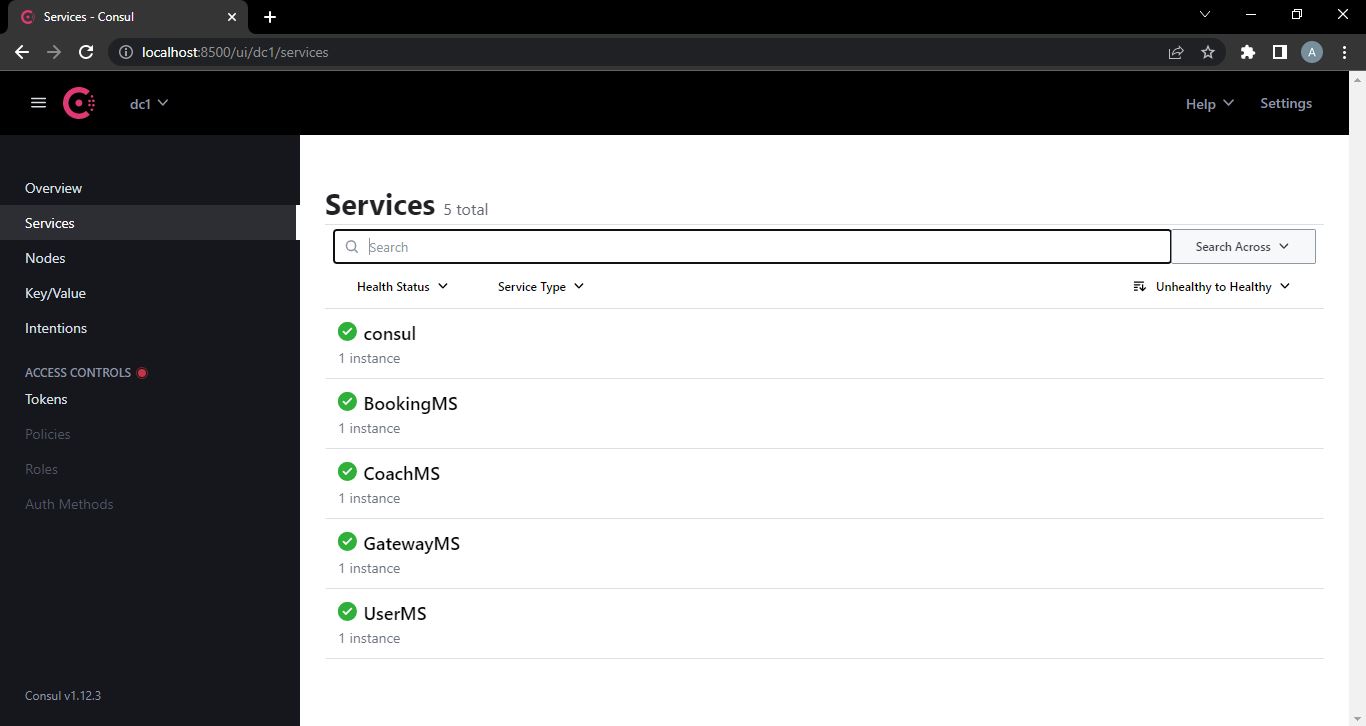 Services - Consul
localhost:8500/ui/dc1/services
A
dc1
Help
Settings
Overview
Services
Nodes
Key/Value
Intentions
ACCESS CONTROLS
Tokens
Policies
Roles
Auth Methods
Consul v1.12.3
Services 5 total
Search
Search Across
Health Status
Service Type
Unhealthy to Healthy
consul
1 instance
BookingMS
1 instance
CoachMS
1 instance
GatewayMS
1 instance
UserMS
1 instance